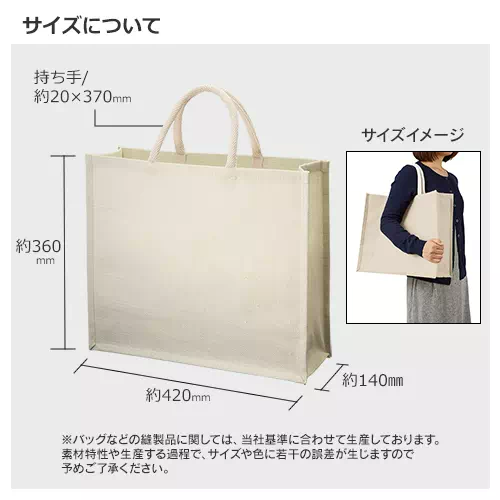 サイズについて
持ち手/
約20×370mm
サイズイメージ
約360
mm
約140㎜
約420mm
※バッグなどの縫製品に関しては、当社基準に合わせて生産しております。
素材特性や生産する過程で、サイズや色に若干の誤差が生じますので
予めご了承ください。